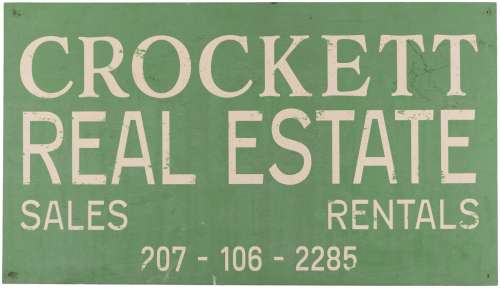 CROCKETT
REAL ESTATE
SALES RENTALS
207 - 106 - 2285